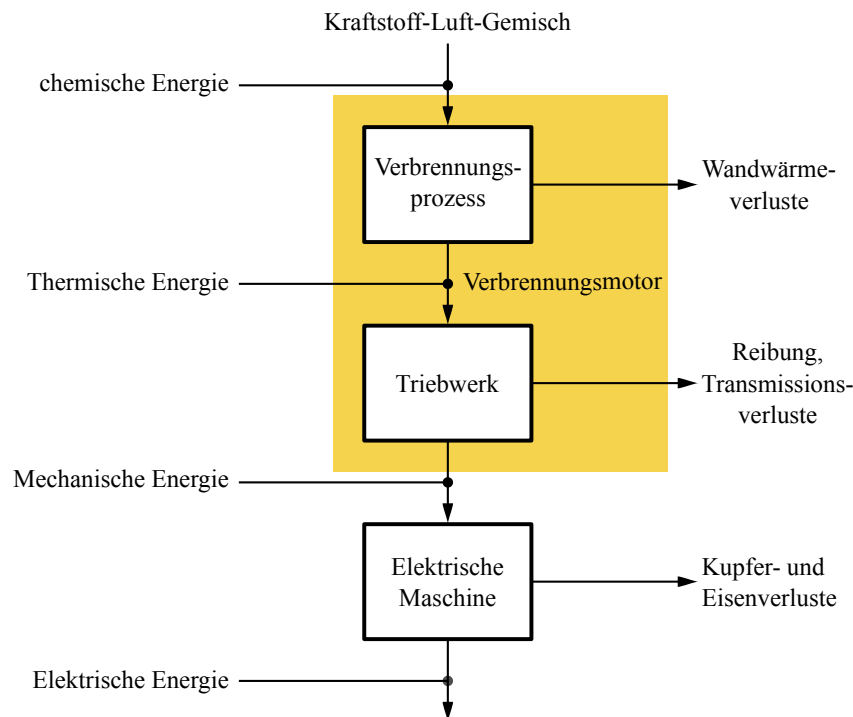 Kraftstoff-Luft-Gemisch
chemische Energie
Verbrennungs-
prozess
Wandwärme-
verluste
Thermische Energie
Verbrennungsmotor
Triebwerk
Reibung,
Transmissions-
verluste
Mechanische Energie
Elektrische
Maschine
Kupfer- und
Eisenverluste
Elektrische Energie